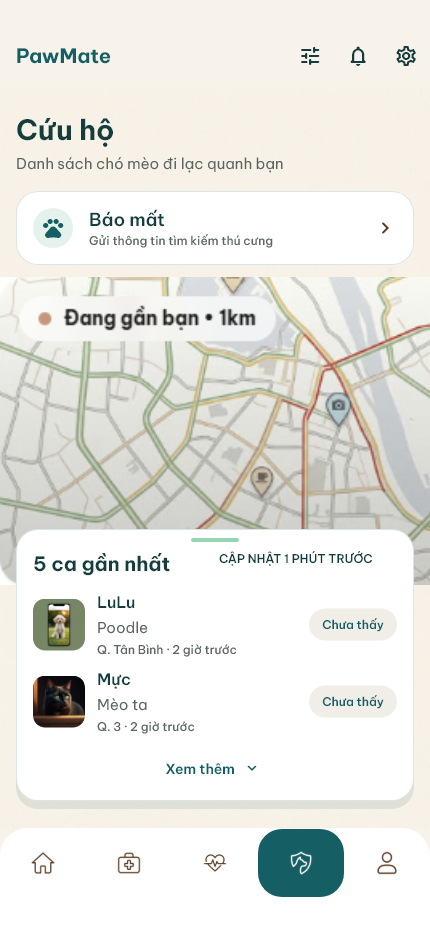 PawMate
Cứu hộ
Danh sách chó mèo đi lạc quanh bạn
Báo mất
Gửi thông tin tìm kiếm thú cưng
Đang gần bạn • 1km
5 ca gần nhất
CẬP NHẬT 1 PHÚT TRƯỚC
LuLu
Poodle
Q. Tân Bình · 2 giờ trước
Chưa thấy
Mực
Mèo ta
Q. 3 · 2 giờ trước
Chưa thấy
Xem thêm